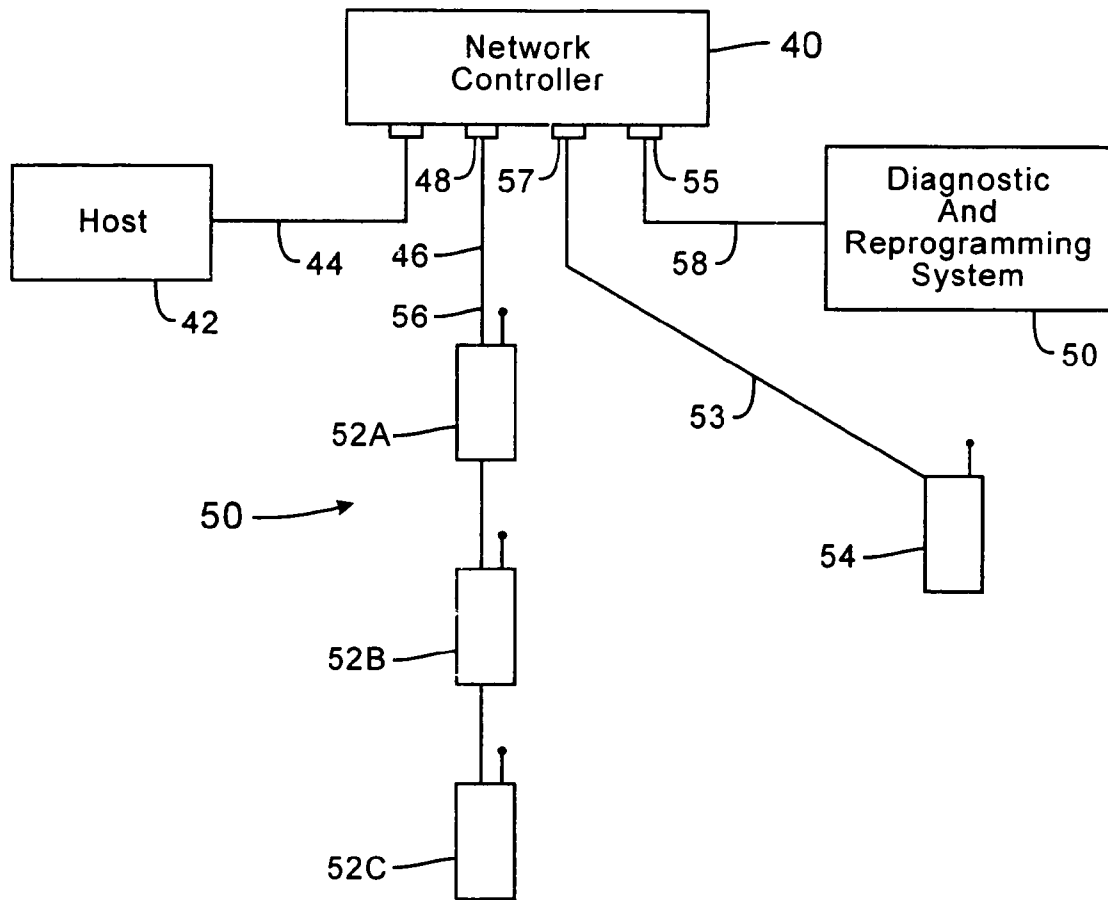 Network
Controller
40
48
57
55
Host
44
42
46
56
Diagnostic
And
Reprogramming
System
58
50
53
52A
50
54
52B
52C